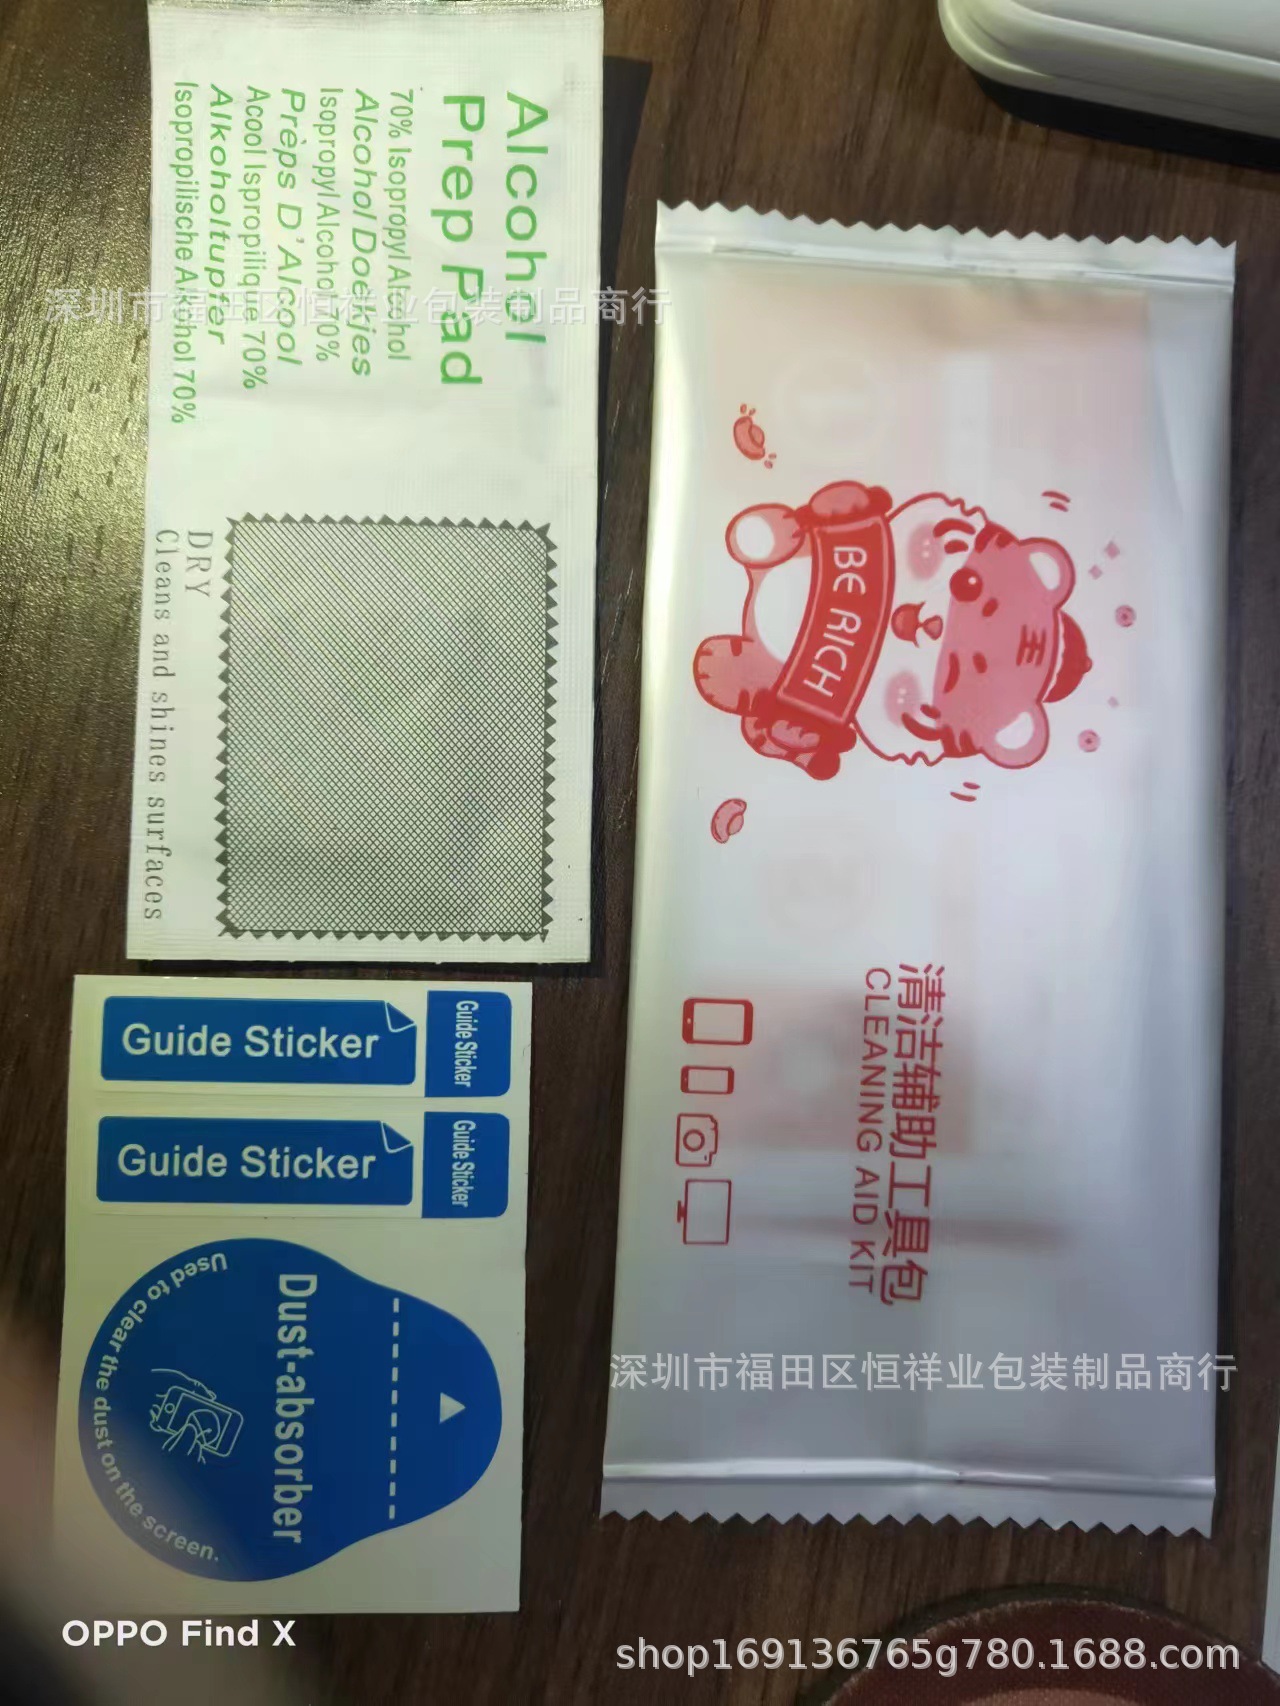 Alcohol
Prep Pad
70% Isopropyl Alcohol
Alcohol Doekjes
Isopropyl Alcohol 70%
Prèps D'Alcool
Acool Ispropilique 70%
Alkoholtupfer
Isopropilische Alkohol 70%
DRY
Cleans and shines surfaces
深圳市福田区恒祥业包装制品商行
BE RICH
王
清洁辅助工具包
CLEANING AID KIT
Guide Sticker
Guide Sticker
Guide Sticker
Guide Sticker
Dust-absorber
Used to clear the dust on the screen.
深圳市福田区恒祥业包装制品商行
OPPO Find X
shop169136765g780.1688.com